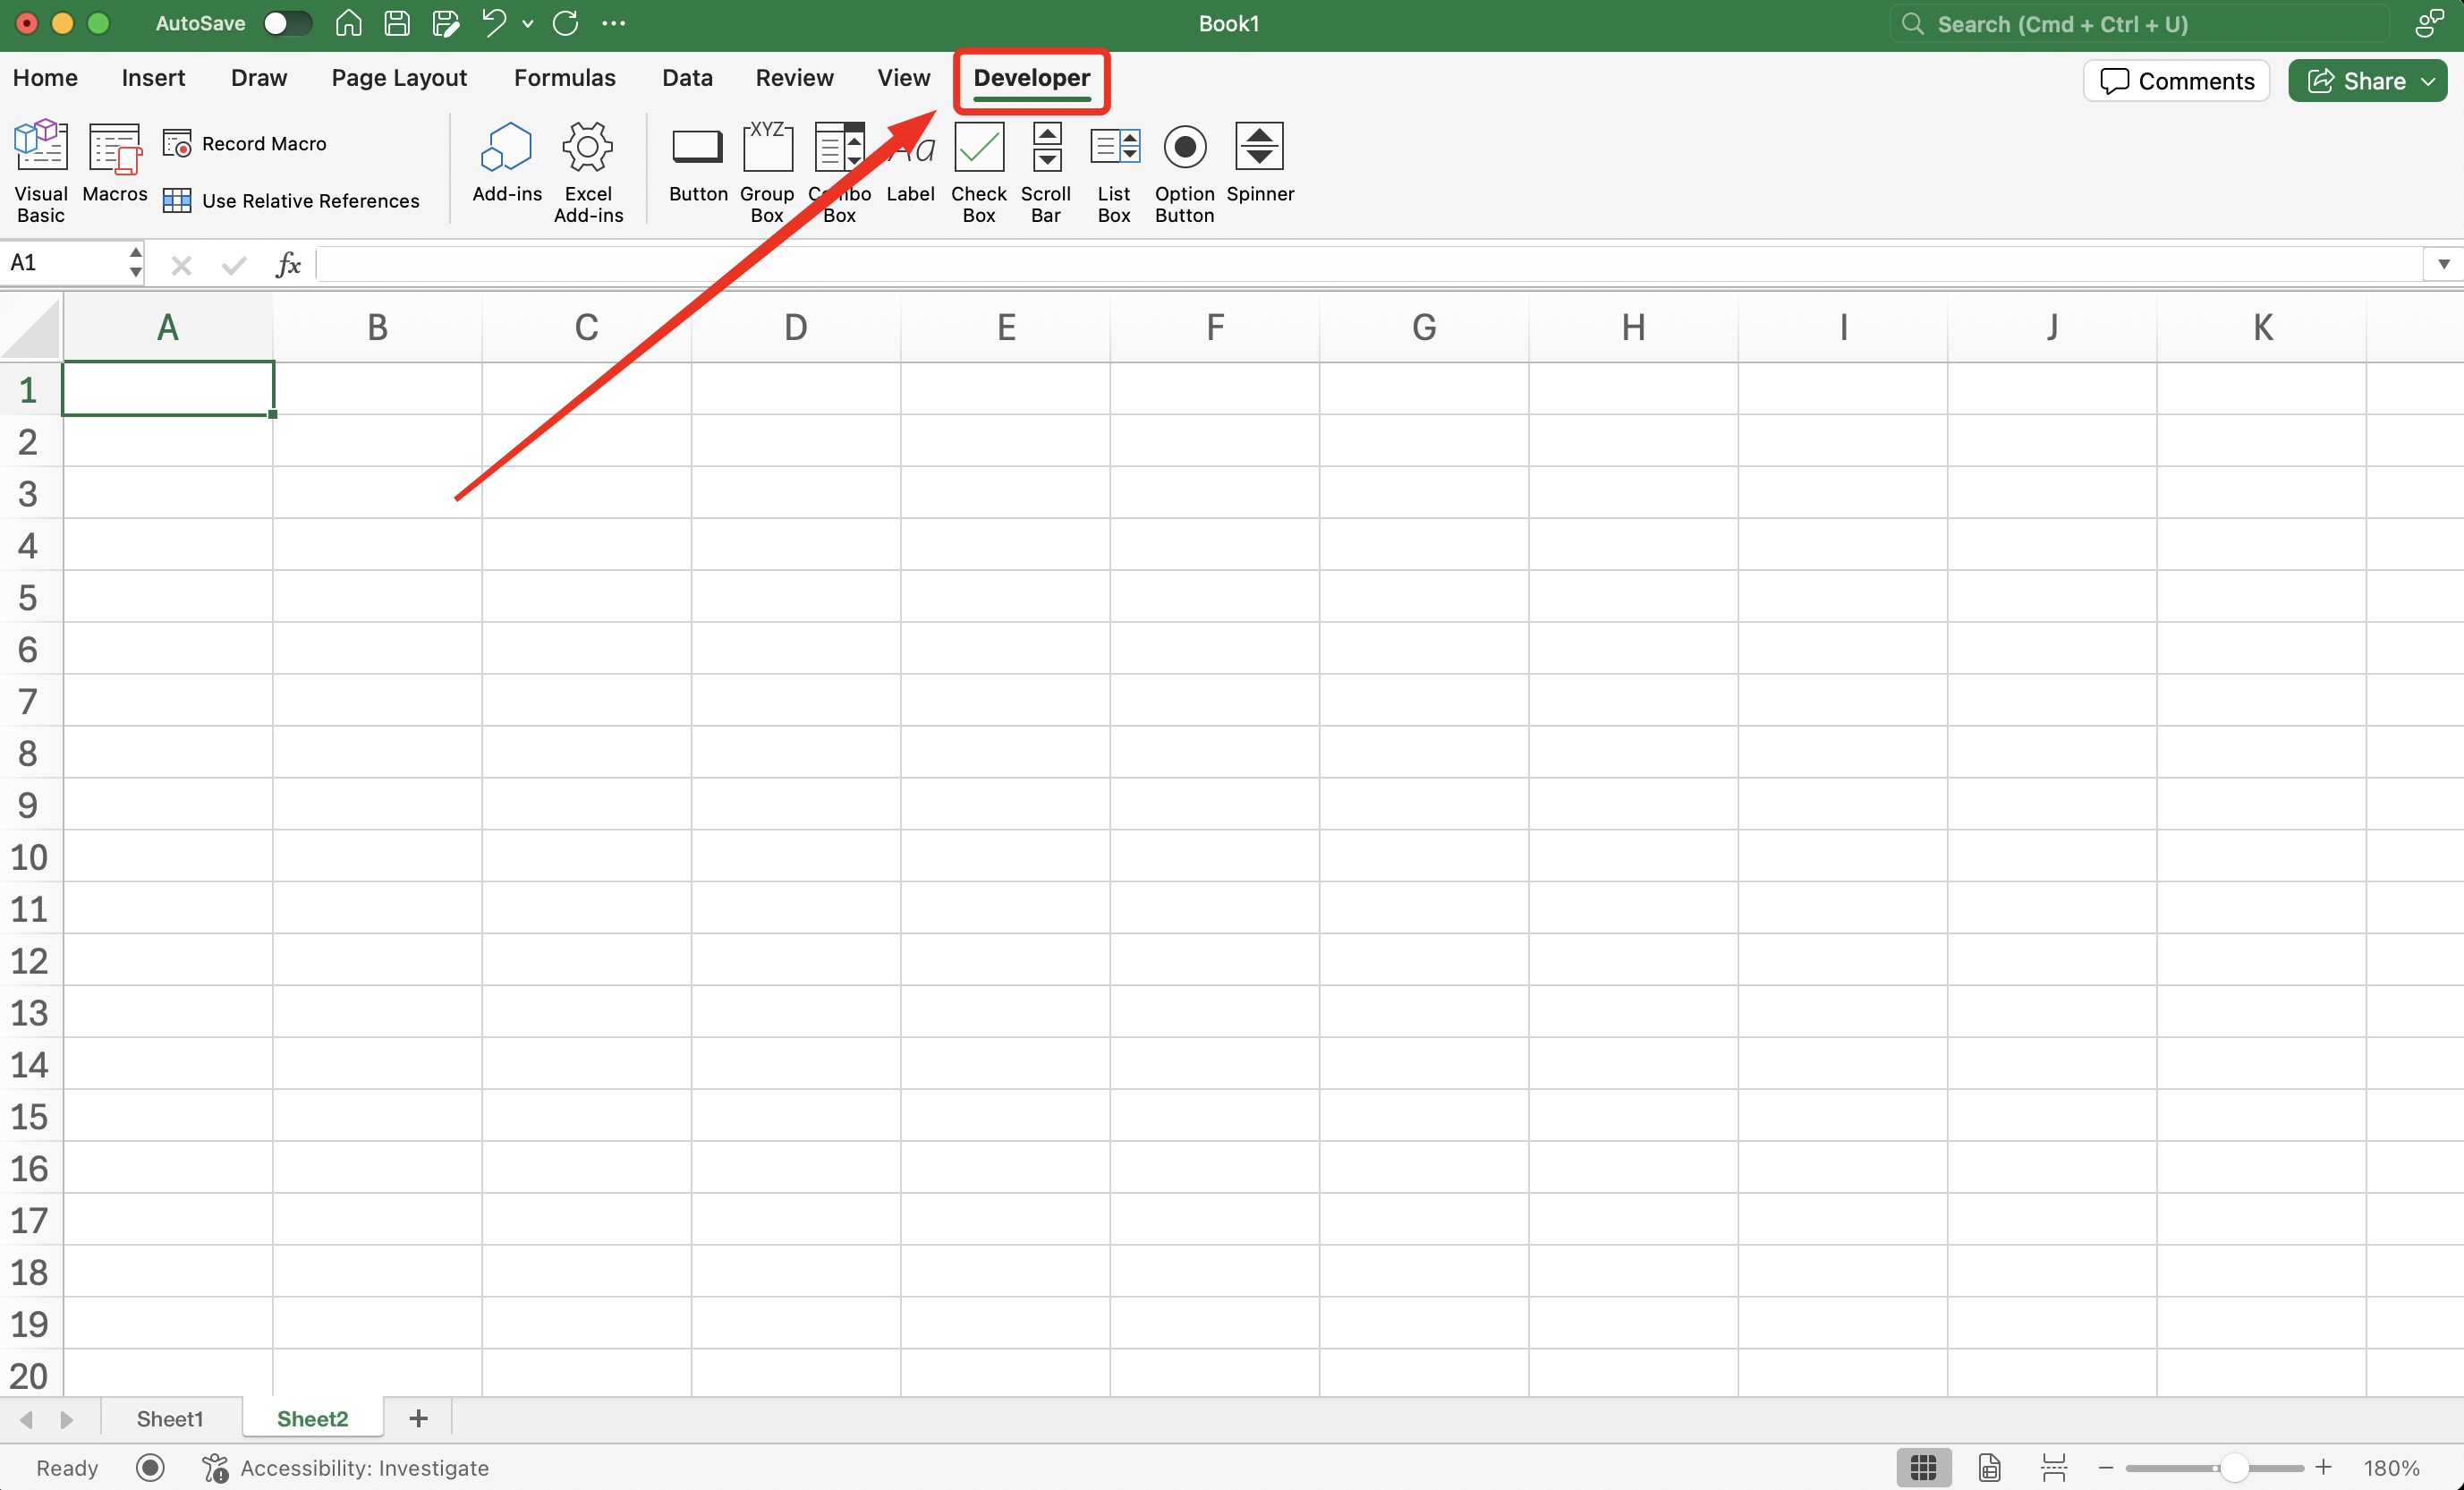 AutoSave
Book1
Search (Cmd + Ctrl + U)
Home Insert Draw Page Layout Formulas Data Review View Developer
Comments Share
Visual Basic
Macros
Record Macro
Use Relative References
Add-ins
Excel Add-ins
Button
XYZ
Group Box
Combo Box
Aa
Label
Check Box
Scroll Bar
List Box
Option Button
Spinner
A1
fx
A B C D E F G H I J K
1
2
3
4
5
6
7
8
9
10
11
12
13
14
15
16
17
18
19
20
Sheet1 Sheet2 +
Ready
Accessibility: Investigate
180%